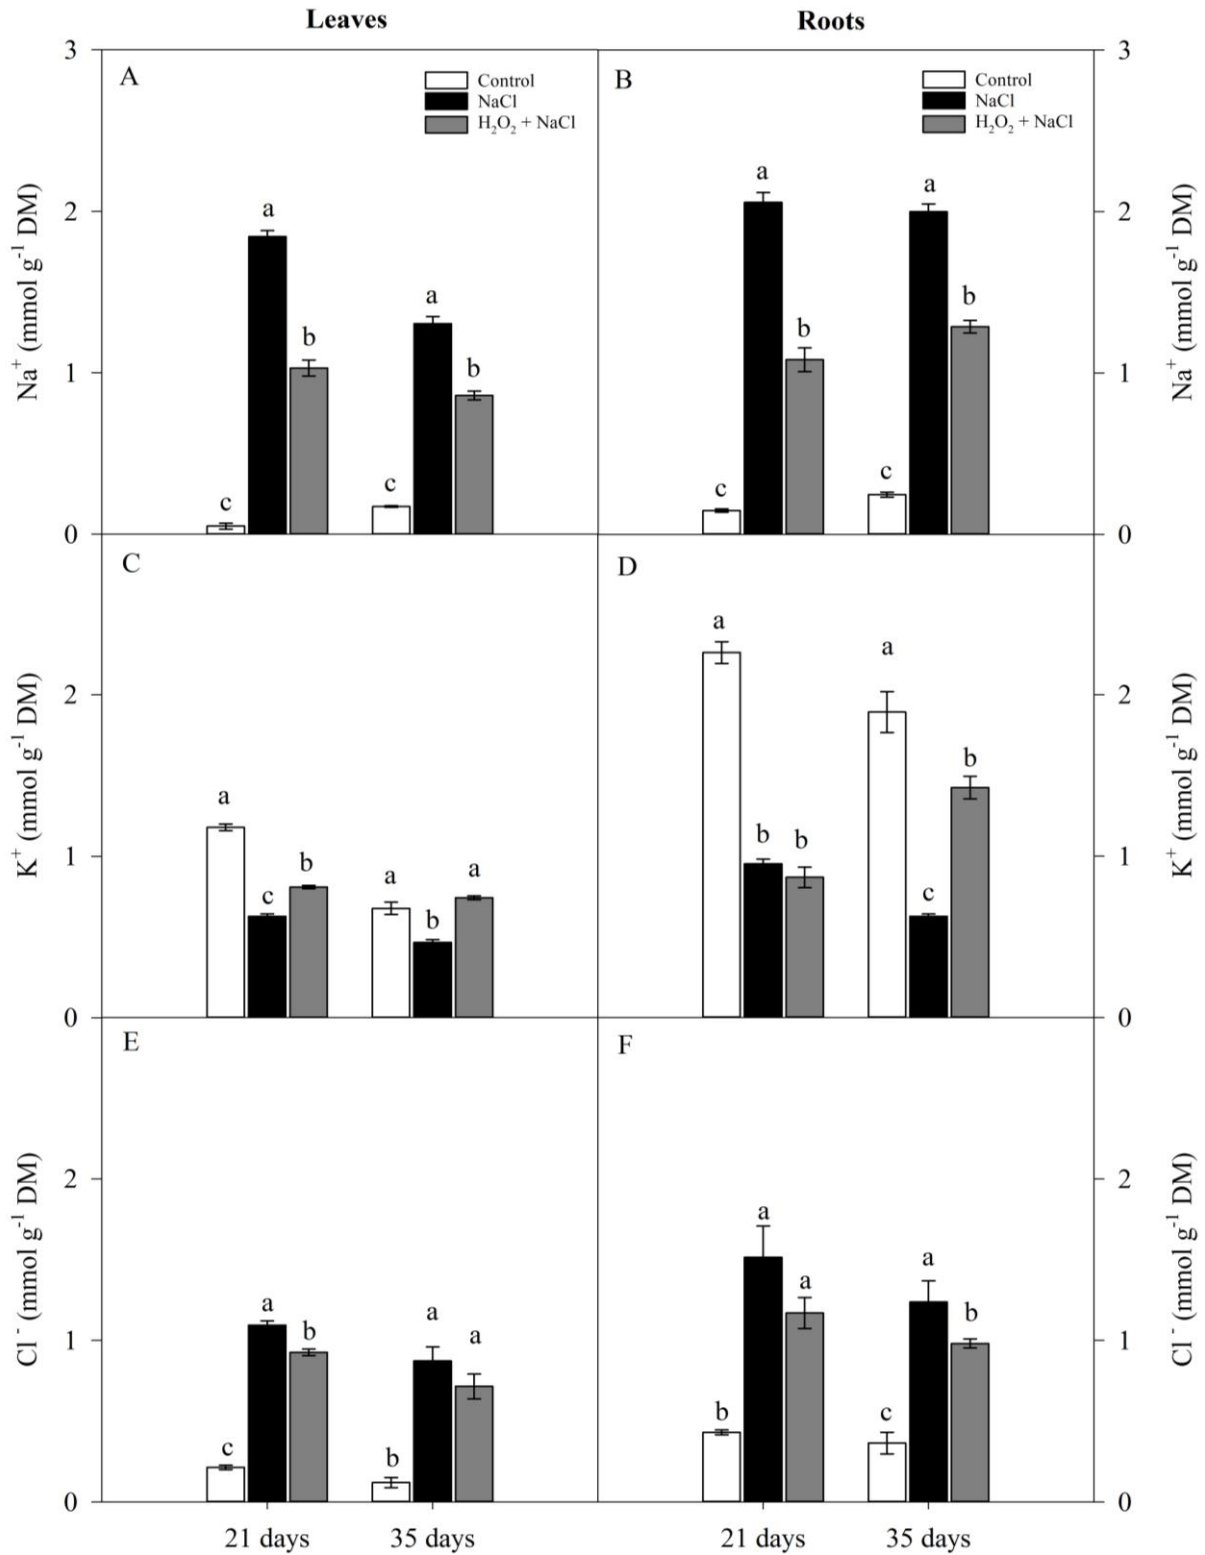 Leaves
Roots
3
A
Control
NaCl
H₂O₂ + NaCl
B
Control
NaCl
H₂O₂ + NaCl
3
2
1
0
Na⁺ (mmol g⁻¹ DM)
c
a
b
c
a
b
c
a
b
c
a
b
2
1
0
Na⁺ (mmol g⁻¹ DM)
C
2
1
0
K⁺ (mmol g⁻¹ DM)
a
c
b
a
b
a
D
a
b
b
a
c
b
2
1
0
K⁺ (mmol g⁻¹ DM)
E
2
1
0
Cl⁻ (mmol g⁻¹ DM)
c
a
b
b
a
a
F
b
a
a
c
a
b
2
1
0
Cl⁻ (mmol g⁻¹ DM)
21 days
35 days
21 days
35 days